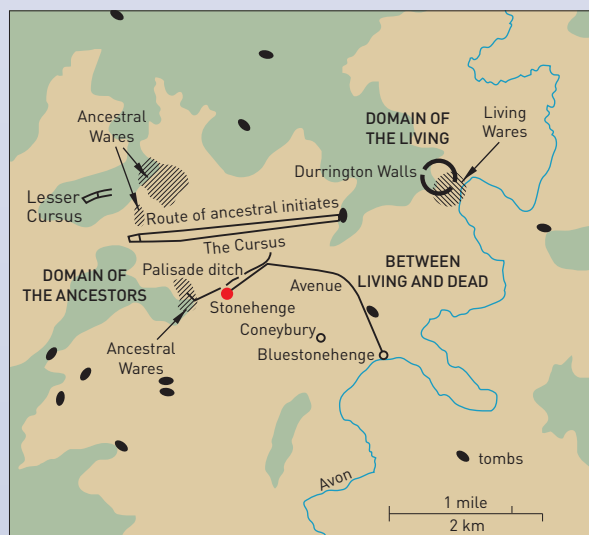 Ancestral
Wares
DOMAIN OF
THE LIVING
Living
Wares
Durrington Walls
Lesser
Cursus
Route of ancestral initiates
The Cursus
DOMAIN OF
THE ANCESTORS
Palisade ditch
BETWEEN
LIVING AND DEAD
Avenue
Stonehenge
Coneybury
Ancestral
Wares
Bluestonehenge
Avon
tombs
1 mile
2 km